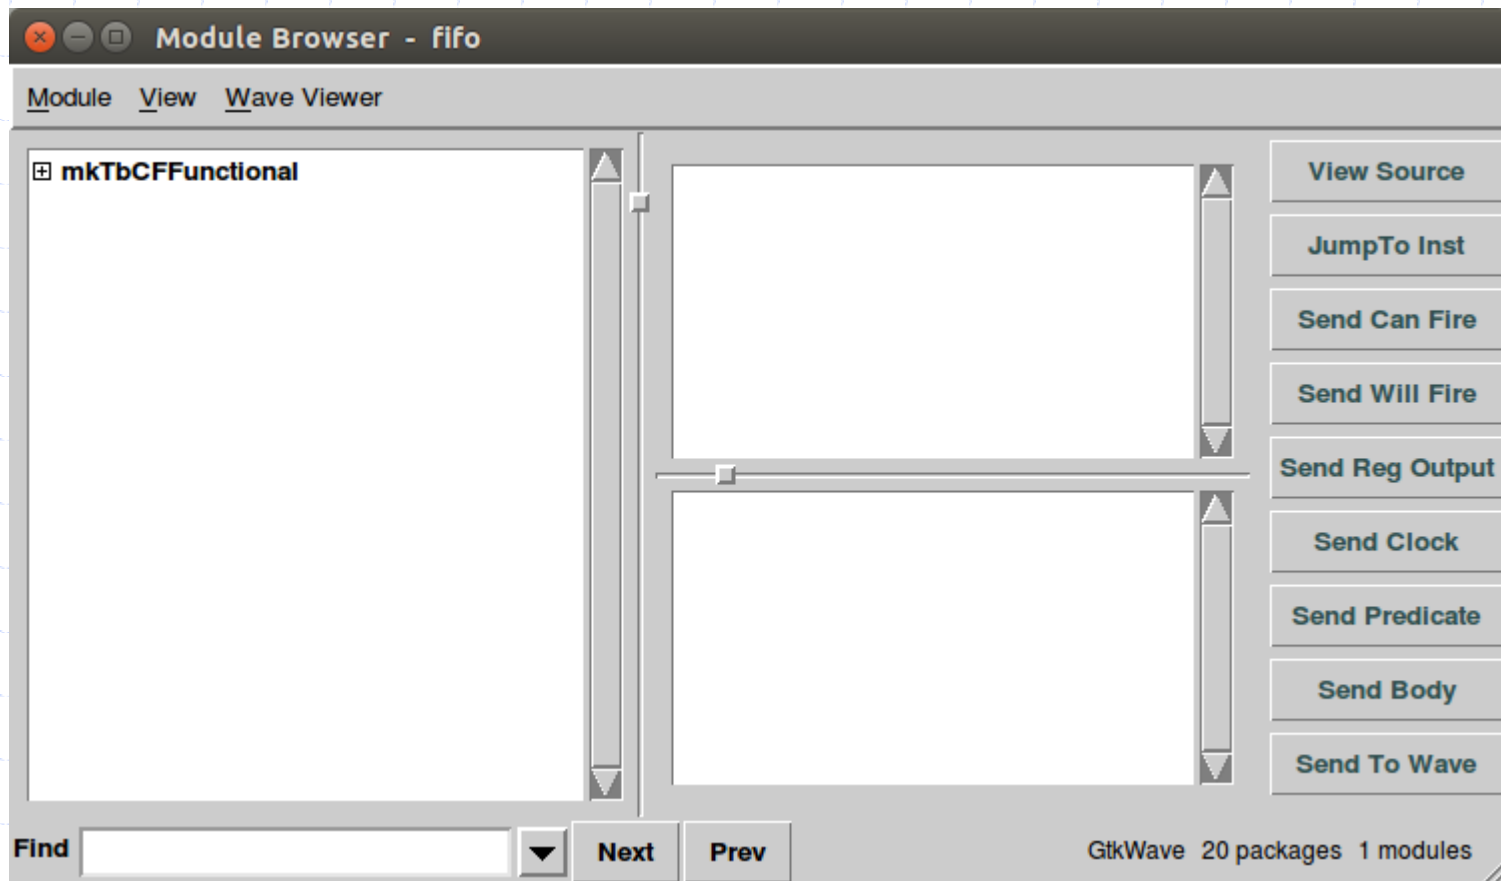 Module Browser - fifo
Module View Wave Viewer
mkTbCFFunctional
View Source
JumpTo Inst
Send Can Fire
Send Will Fire
Send Reg Output
Send Clock
Send Predicate
Send Body
Send To Wave
Find Next Prev GtkWave 20 packages 1 modules